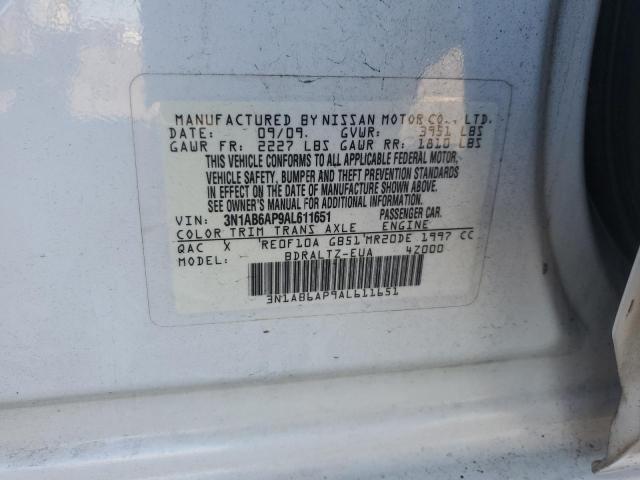 MANUFACTURED BY NISSAN MOTOR CO., LTD.
DATE: 09/09. GVWR: 3951 LBS
GAWR FR: 2227 LBS GAWR RR: 1810 LBS
THIS VEHICLE CONFORMS TO ALL APPLICABLE FEDERAL MOTOR,
VEHICLE SAFETY, BUMPER AND THEFT PREVENTION STANDARDS
IN EFFECT ON THE DATE OF MANUFACTURE SHOWN ABOVE.
SEE OWNER'S MANUAL FOR ADDITIONAL INFORMATION.
VIN: 3N1AB6AP9AL611651 PASSENGER CAR.
COLOR TRIM TRANS AXLE ENGINE
QAC X RE0F10A GB51 MR20DE 1997 CC
MODEL: BDRALTZ-EUA 4Z000
3N1AB6AP9AL611651